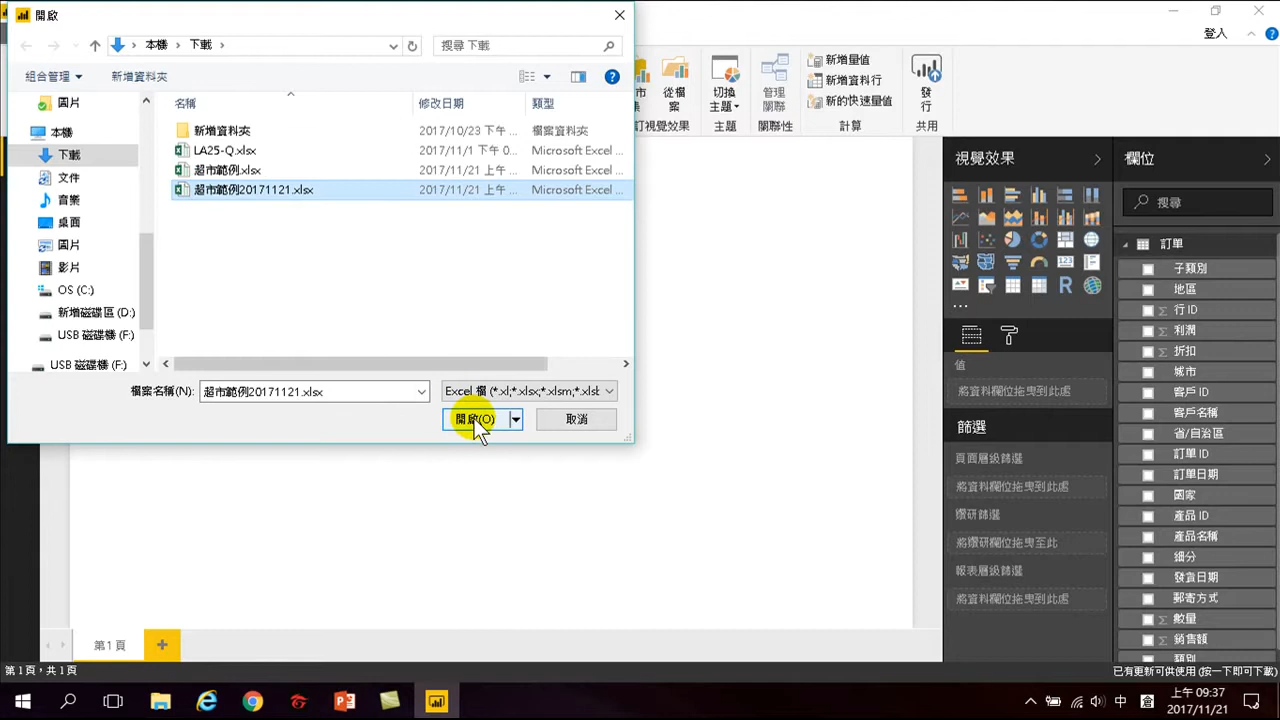 開啟
本機 › 下載 ›
搜尋 下載
組合管理
新增資料夾
名稱
修改日期
類型
圖片
本機
下載
文件
音樂
桌面
圖片
影片
OS (C:)
新增磁碟區 (D:)
USB 磁碟機 (F:)
USB 磁碟機 (F:)
新增資料夾 2017/10/23 下午 ... 檔案資料夾
LA25-Q.xlsx 2017/11/1 下午 0... Microsoft Excel ...
超市範例.xlsx 2017/11/21 上午 ... Microsoft Excel ...
超市範例20171121.xlsx 2017/11/21 上午 ... Microsoft Excel ...
檔案名稱(N):
超市範例20171121.xlsx
Excel 檔 (*.xl;*.xlsx;*.xlsm;*.xlsb
開啟(O)
取消
登入
從檔案
切換主題
主題
管理關聯
關聯性
新增量值
新增資料行
新的快速量值
計算
發行
共用
訂視覺效果
視覺效果
值
將資料欄位拖曳到此處
篩選
頁面層級篩選
將資料欄位拖曳到此處
鑽研篩選
將鑽研欄位拖曳至此
報表層級篩選
將資料欄位拖曳到此處
欄位
搜尋
訂單
子類別
地區
行 ID
利潤
折扣
城市
客戶 ID
客戶名稱
省/自治區
訂單 ID
訂單日期
國家
產品 ID
產品名稱
細分
發貨日期
郵寄方式
數量
銷售額
類別
第1頁
第1頁，共1頁
已有更新可供使用 (按一下即可下載)
中
上午 09:37
2017/11/21